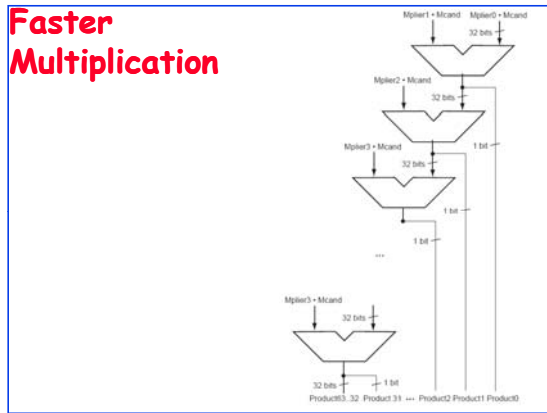 Faster
Multiplication
Mplier1 • Mcand Mplier0 • Mcand
32 bits
32 bits
Mplier2 • Mcand
1 bit
Mplier3 • Mcand
32 bits
1 bit
1 bit
...
Mplier3 • Mcand
32 bits
32 bits
1 bit
Product63..32 Product 31 ... Product2 Product1 Product0